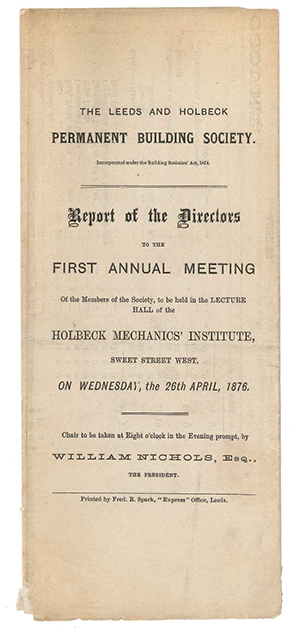 THE LEEDS AND HOLBECK
PERMANENT BUILDING SOCIETY.
Incorporated under the Building Societies' Act, 1874.
Report of the Directors
TO THE
FIRST ANNUAL MEETING
Of the Members of the Society, to be held in the LECTURE
HALL of the
HOLBECK MECHANICS' INSTITUTE,
SWEET STREET WEST,
ON WEDNESDAY, the 26th APRIL, 1876.
Chair to be taken at Eight o'clock in the Evening prompt, by
WILLIAM NICHOLS, ESQ.,
THE PRESIDENT.
Printed by Fred. R. Spark, "Express" Office, Leeds.